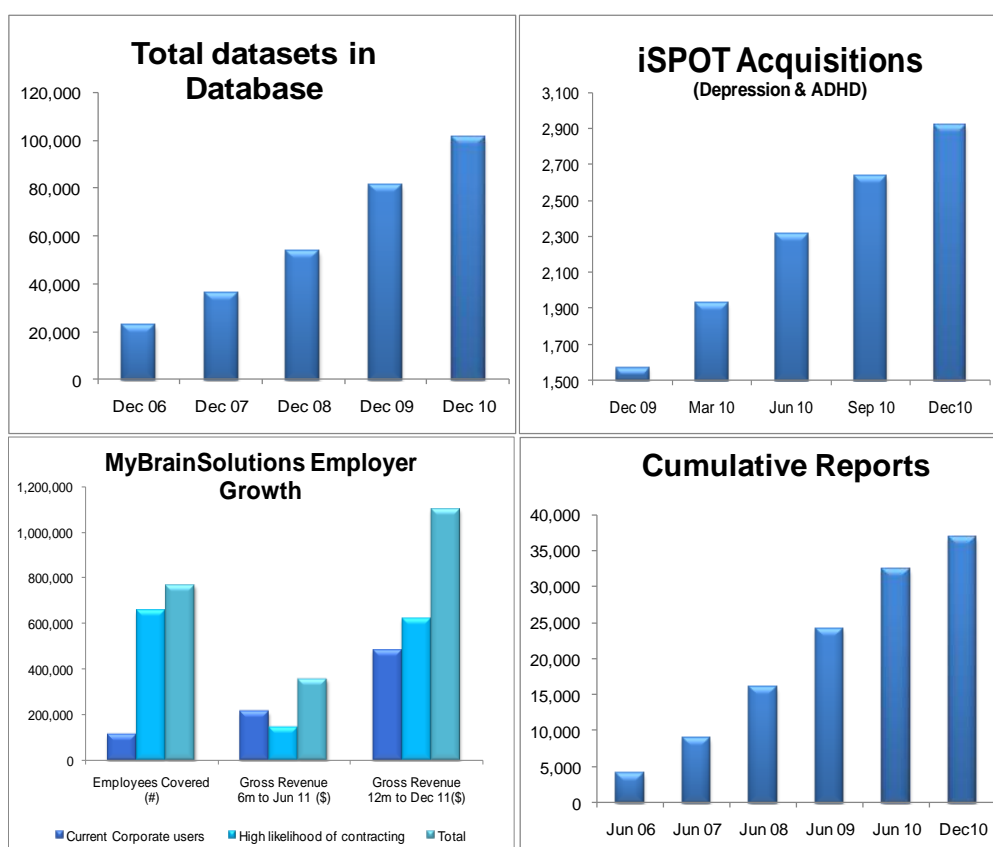 Total datasets in
Database
120,000
100,000
80,000
60,000
40,000
20,000
0
Dec 06 Dec 07 Dec 08 Dec 09 Dec 10
iSPOT Acquisitions
(Depression & ADHD)
3,100
2,900
2,700
2,500
2,300
2,100
1,900
1,700
1,500
Dec 09 Mar 10 Jun 10 Sep 10 Dec10
MyBrainSolutions Employer
Growth
1,200,000
1,000,000
800,000
600,000
400,000
200,000
0
Employees Covered Gross Revenue Gross Revenue
(#) 6m to Jun 11 ($) 12m to Dec 11($)
Current Corporate users High likelihood of contracting Total
Cumulative Reports
40,000
35,000
30,000
25,000
20,000
15,000
10,000
5,000
0
Jun 06 Jun 07 Jun 08 Jun 09 Jun 10 Dec10